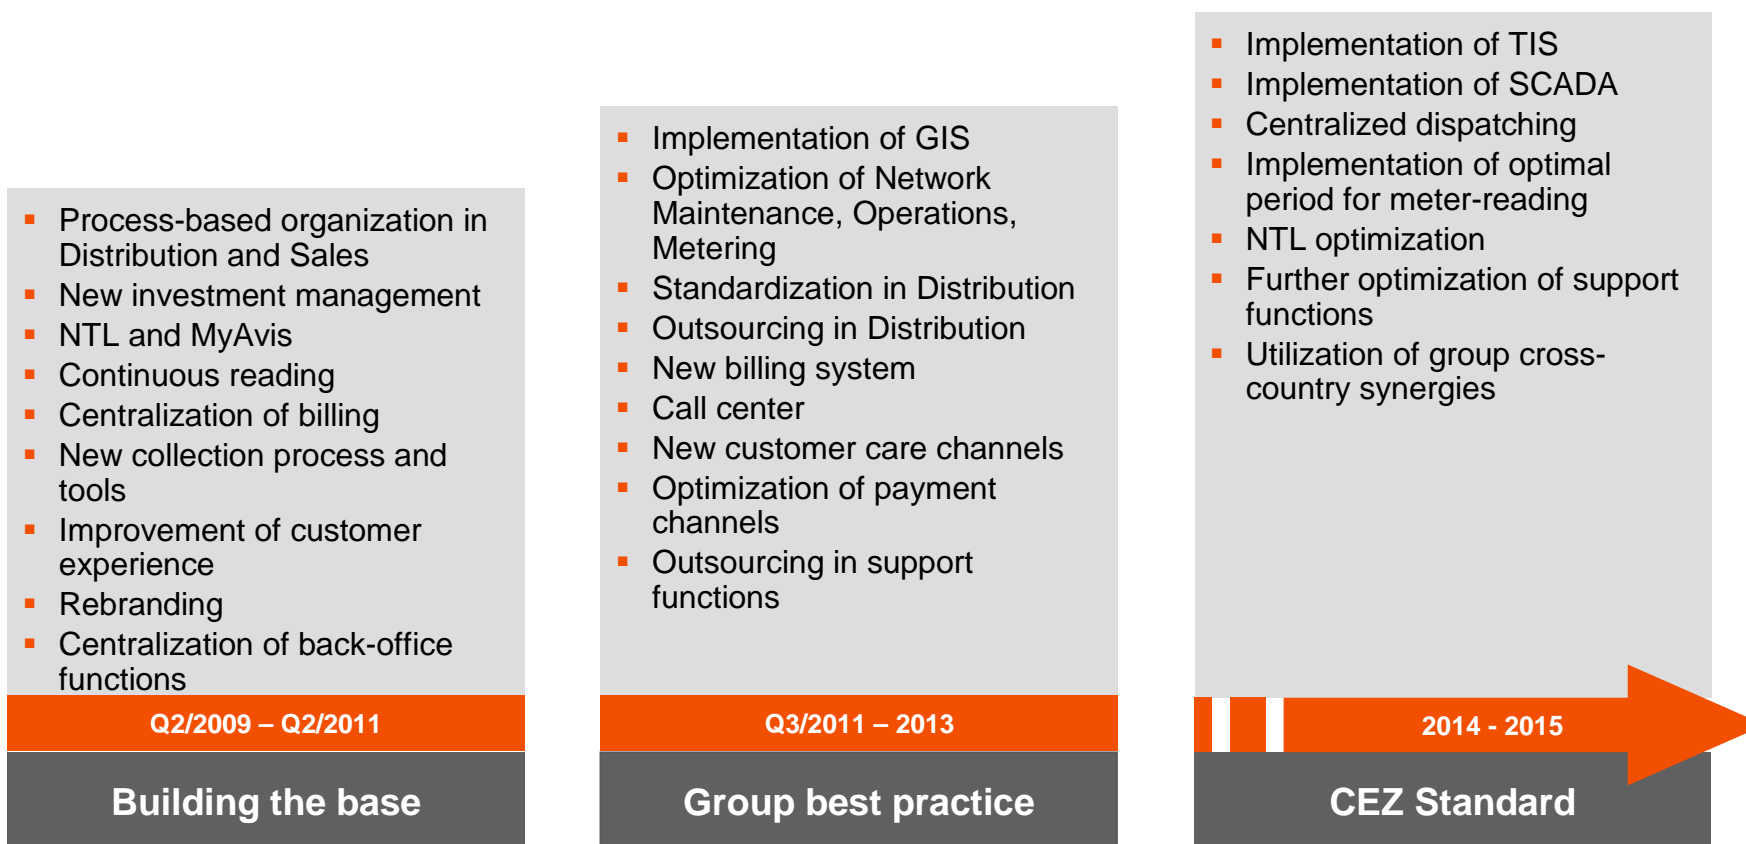 Process-based organization in
Distribution and Sales
New investment management
NTL and MyAvis
Continuous reading
Centralization of billing
New collection process and
tools
Improvement of customer
experience
Rebranding
Centralization of back-office
functions
Q2/2009 – Q2/2011
Building the base
Implementation of GIS
Optimization of Network
Maintenance, Operations,
Metering
Standardization in Distribution
Outsourcing in Distribution
New billing system
Call center
New customer care channels
Optimization of payment
channels
Outsourcing in support
functions
Q3/2011 – 2013
Group best practice
Implementation of TIS
Implementation of SCADA
Centralized dispatching
Implementation of optimal
period for meter-reading
NTL optimization
Further optimization of support
functions
Utilization of group cross-
country synergies
2014 - 2015
CEZ Standard